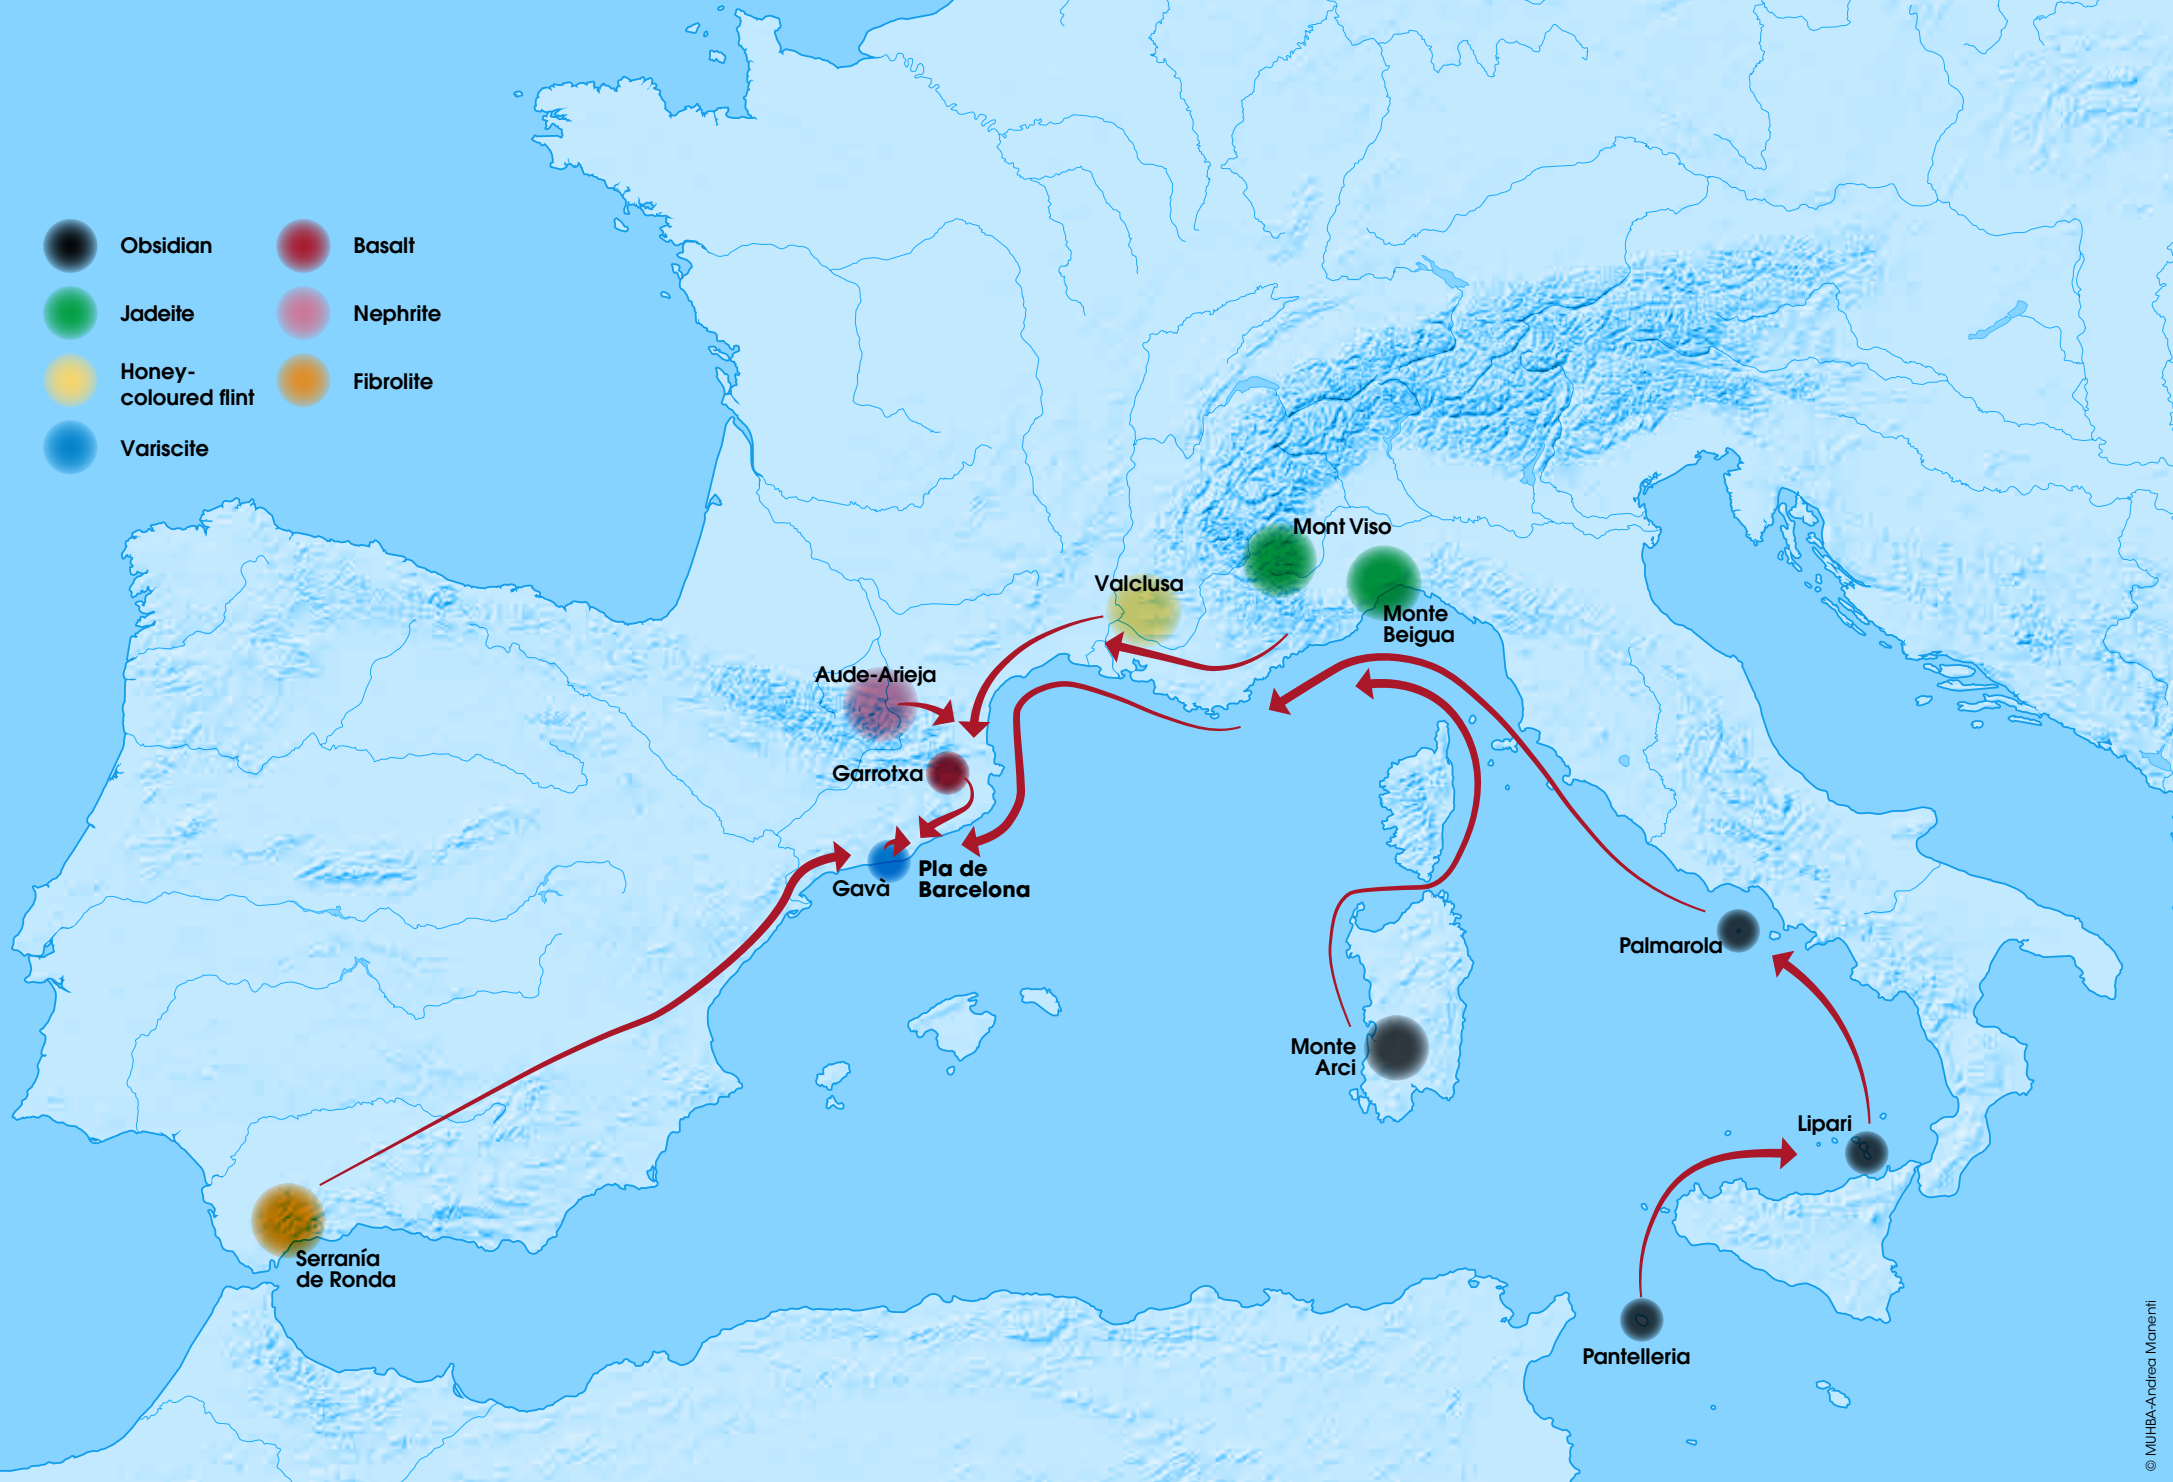 Obsidian
Basalt
Jadeite
Nephrite
Honey-
coloured flint
Fibrolite
Variscite
Mont Viso
Valclusa
Monte
Beigua
Aude-Arieja
Garrotxa
Pla de
Barcelona
Gavà
Palmarola
Monte
Arci
Lipari
Serranía
de Ronda
Pantelleria
© MUHBA-Andrea Manenti